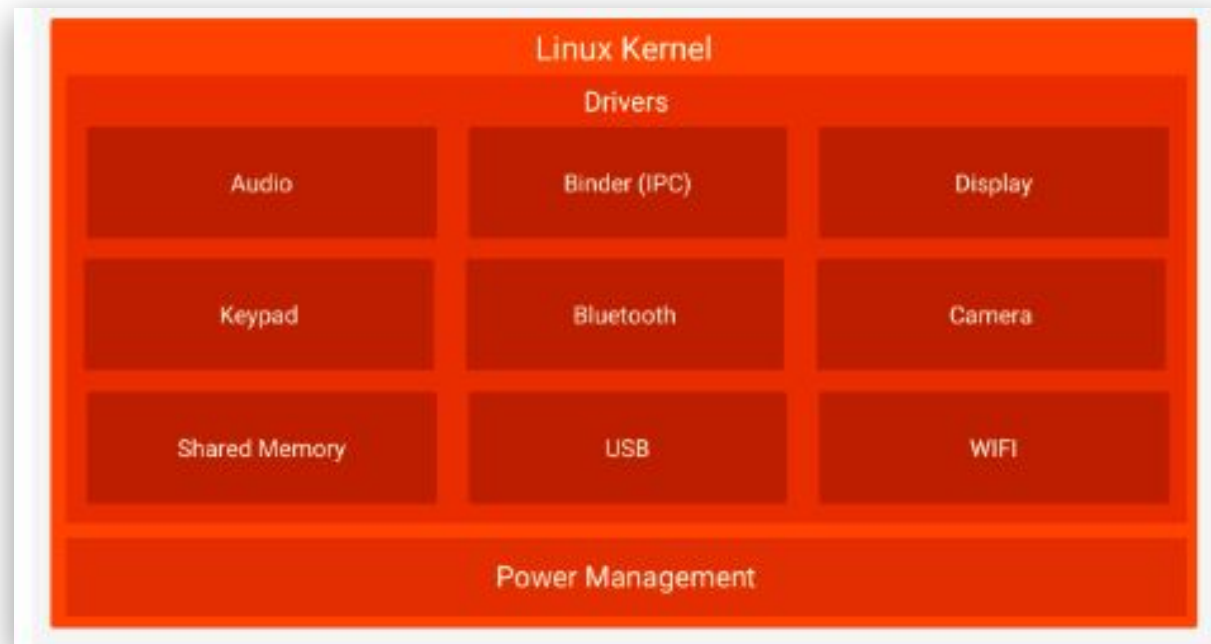 Linux Kernel
Drivers
Audio
Binder (IPC)
Display
Keypad
Bluetooth
Camera
Shared Memory
USB
WIFI
Power Management